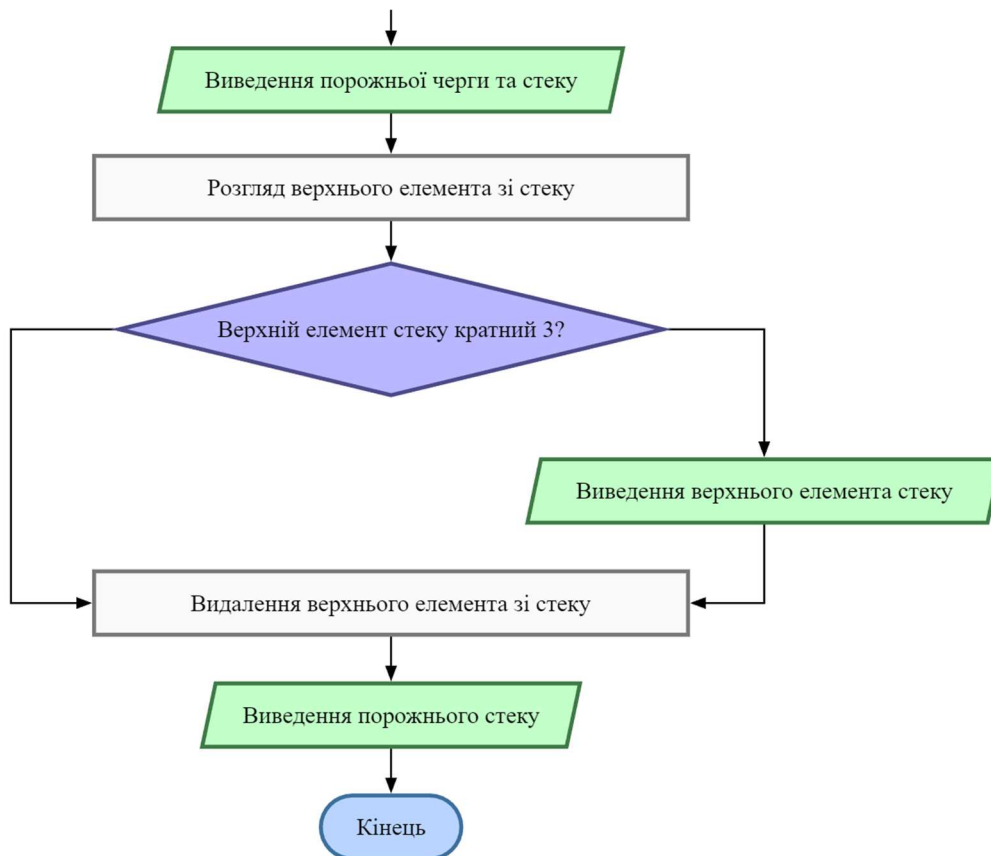 Виведення порожньої черги та стеку
Розгляд верхнього елемента зі стеку
Верхній елемент стеку кратний 3?
Виведення верхнього елемента стеку
Видалення верхнього елемента зі стеку
Виведення порожнього стеку
Кінець